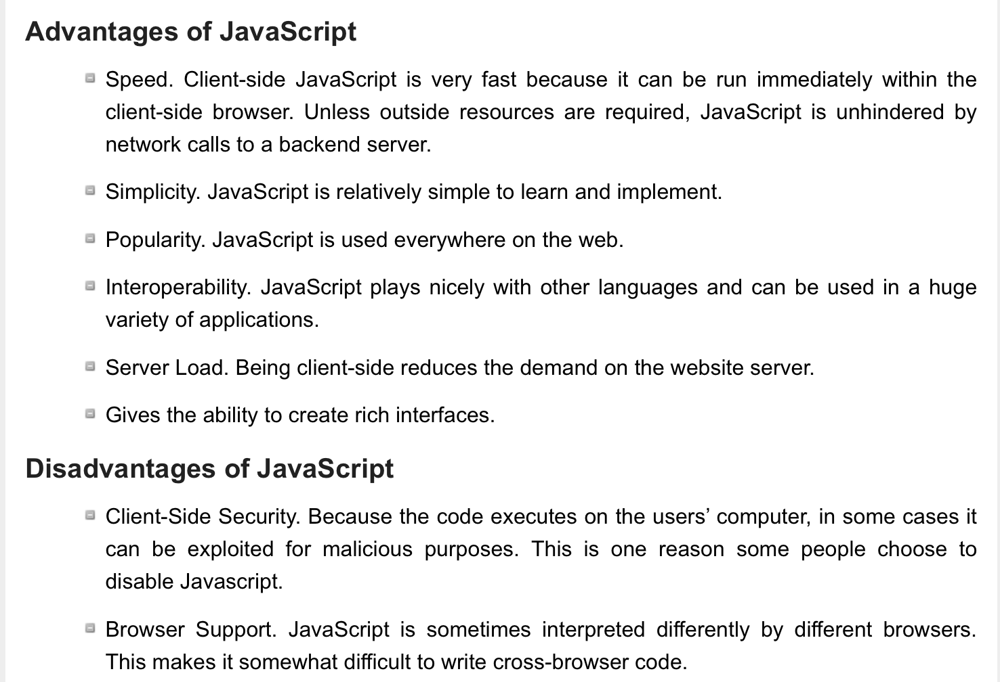 Advantages of JavaScript
Speed. Client-side JavaScript is very fast because it can be run immediately within the
client-side browser. Unless outside resources are required, JavaScript is unhindered by
network calls to a backend server.
Simplicity. JavaScript is relatively simple to learn and implement.
Popularity. JavaScript is used everywhere on the web.
Interoperability. JavaScript plays nicely with other languages and can be used in a huge
variety of applications.
Server Load. Being client-side reduces the demand on the website server.
Gives the ability to create rich interfaces.
Disadvantages of JavaScript
Client-Side Security. Because the code executes on the users’ computer, in some cases it
can be exploited for malicious purposes. This is one reason some people choose to
disable Javascript.
Browser Support. JavaScript is sometimes interpreted differently by different browsers.
This makes it somewhat difficult to write cross-browser code.